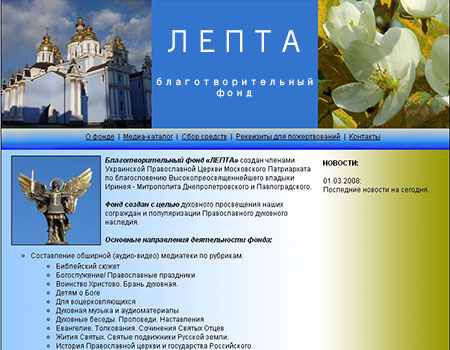 ЛЕПТА
благотворительный
фонд
О фонде | Медиа-каталог | Сбор средств | Реквизиты для пожертвований | Контакты
Благотворительный фонд «ЛЕПТА» создан членами
Украинской Православной Церкви Московского Патриархата
по благословению Высокопреосвященнейшего владыки
Иринея - Митрополита Днепропетровского и Павлоградского.
Фонд создан с целью духовного просвещения наших
сограждан и популяризации Православного духовного
наследия.
Основные направления деятельности фонда:
Составление обширной (аудио-видео) медиатеки по рубрикам:
Библейский сюжет
Богослужение/ Православные праздники
Воинство Христово. Брань духовная.
Детям о Боге
Для воцерковляющихся
Духовная музыка и аудиоматериалы
Духовные беседы. Проповеди. Наставления
Евангелие. Толкования. Сочинения Святых Отцев
Жития Святых. Святые подвижники Русской земли.
История Православной церкви и государства Российского
НОВОСТИ:
01.03.2008:
Последние новости на сегодня.